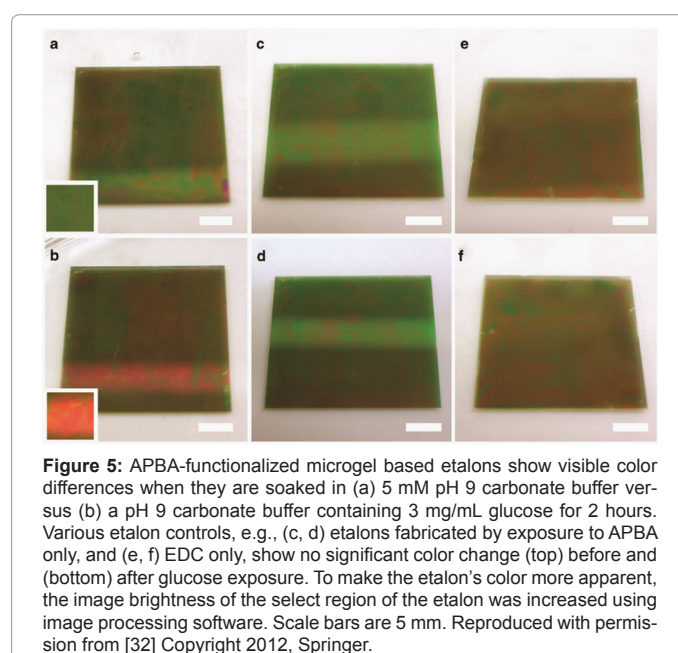 a
c
e
b
d
f
Figure 5: APBA-functionalized microgel based etalons show visible color
differences when they are soaked in (a) 5 mM pH 9 carbonate buffer ver-
sus (b) a pH 9 carbonate buffer containing 3 mg/mL glucose for 2 hours.
Various etalon controls, e.g., (c, d) etalons fabricated by exposure to APBA
only, and (e, f) EDC only, show no significant color change (top) before and
(bottom) after glucose exposure. To make the etalon's color more apparent,
the image brightness of the select region of the etalon was increased using
image processing software. Scale bars are 5 mm. Reproduced with permis-
sion from [32] Copyright 2012, Springer.